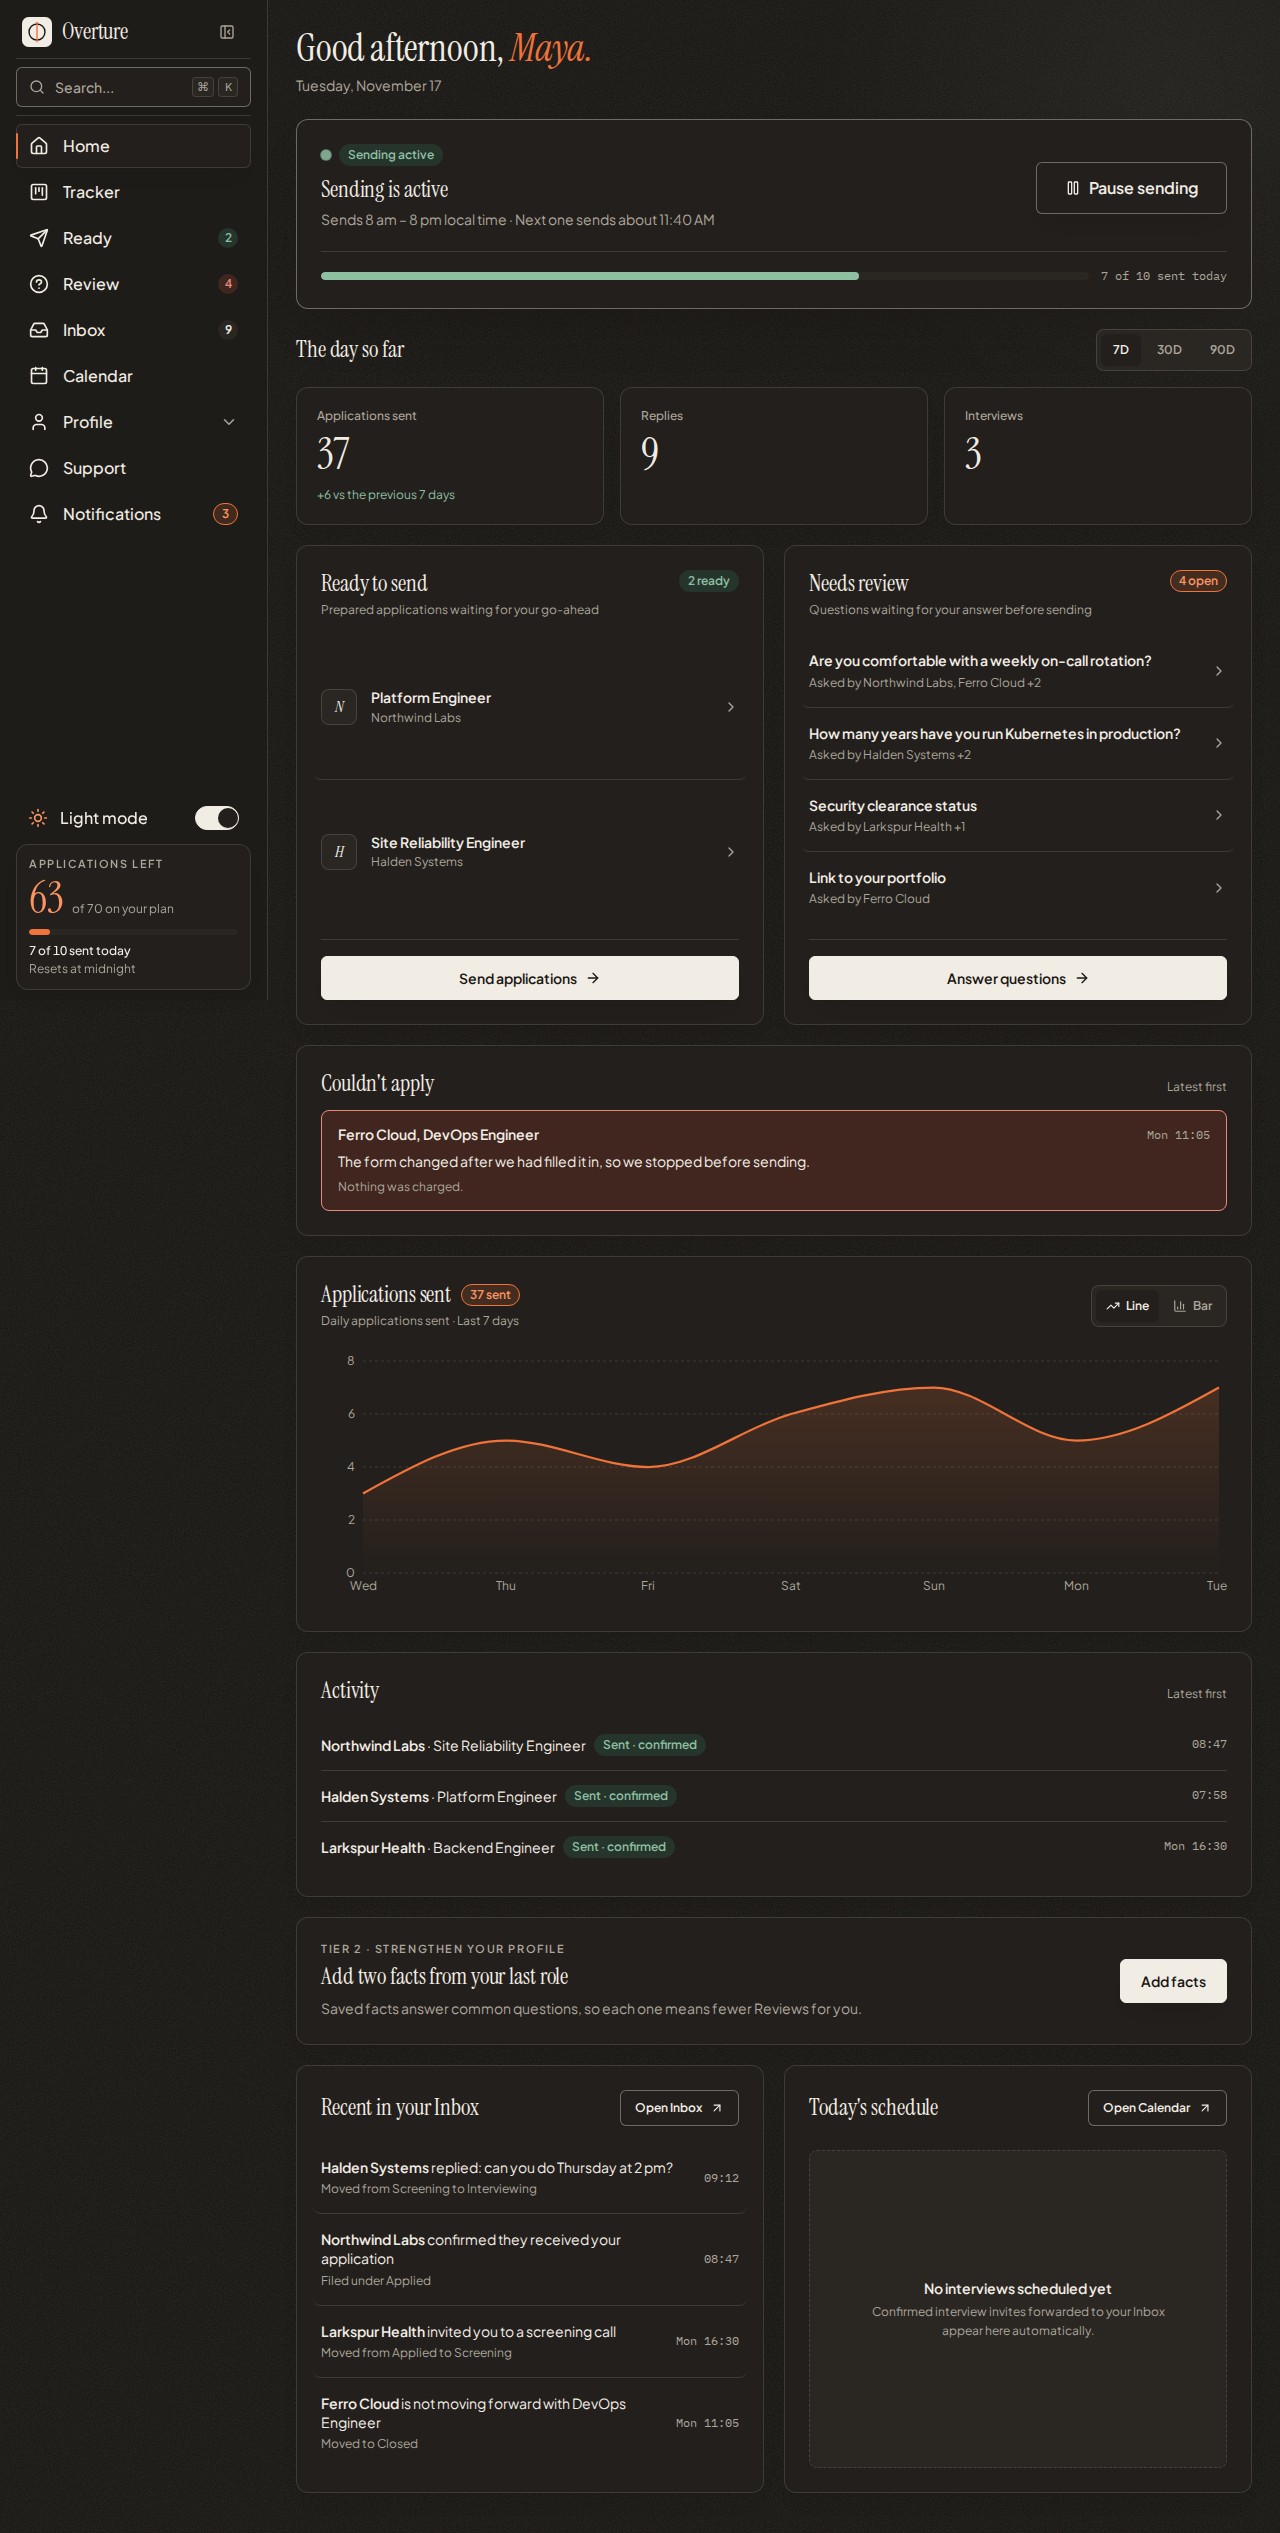 Overture
Search...
⌘ K
Home
Tracker
Ready 2
Review 4
Inbox 9
Calendar
Profile
Support
Notifications 3
Light mode
APPLICATIONS LEFT
63 of 70 on your plan
7 of 10 sent today
Resets at midnight
Good afternoon, Maya.
Tuesday, November 17
Sending active
Sending is active
Sends 8 am – 8 pm local time · Next one sends about 11:40 AM
Pause sending
7 of 10 sent today
The day so far
7D 30D 90D
Applications sent
37
+6 vs the previous 7 days
Replies
9
Interviews
3
Ready to send
2 ready
Prepared applications waiting for your go-ahead
N
Platform Engineer
Northwind Labs
H
Site Reliability Engineer
Halden Systems
Send applications
Needs review
4 open
Questions waiting for your answer before sending
Are you comfortable with a weekly on-call rotation?
Asked by Northwind Labs, Ferro Cloud +2
How many years have you run Kubernetes in production?
Asked by Halden Systems +2
Security clearance status
Asked by Larkspur Health +1
Link to your portfolio
Asked by Ferro Cloud
Answer questions
Couldn't apply
Latest first
Ferro Cloud, DevOps Engineer
Mon 11:05
The form changed after we had filled it in, so we stopped before sending.
Nothing was charged.
Applications sent
37 sent
Daily applications sent · Last 7 days
Line Bar
8
6
4
2
0
Wed Thu Fri Sat Sun Mon Tue
Activity
Latest first
Northwind Labs · Site Reliability Engineer Sent · confirmed 08:47
Halden Systems · Platform Engineer Sent · confirmed 07:58
Larkspur Health · Backend Engineer Sent · confirmed Mon 16:30
TIER 2 · STRENGTHEN YOUR PROFILE
Add two facts from your last role
Saved facts answer common questions, so each one means fewer Reviews for you.
Add facts
Recent in your Inbox
Open Inbox
Halden Systems replied: can you do Thursday at 2 pm?
Moved from Screening to Interviewing
09:12
Northwind Labs confirmed they received your
application
Filed under Applied
08:47
Larkspur Health invited you to a screening call
Moved from Applied to Screening
Mon 16:30
Ferro Cloud is not moving forward with DevOps
Engineer
Moved to Closed
Mon 11:05
Today's schedule
Open Calendar
No interviews scheduled yet
Confirmed interview invites forwarded to your Inbox
appear here automatically.